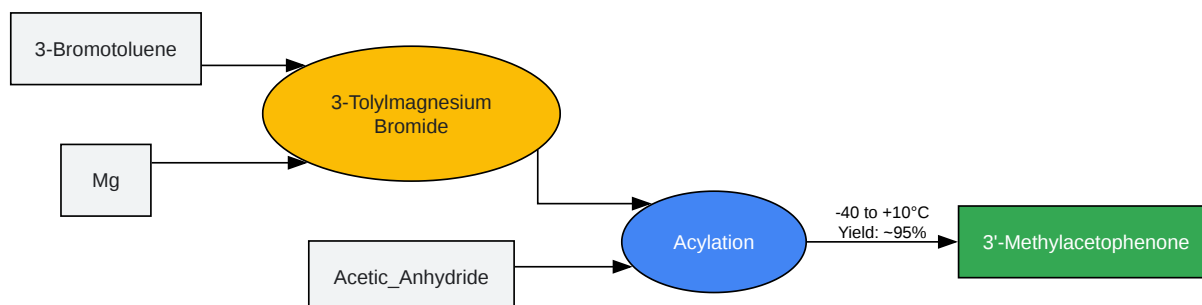 3-Bromotoluene
3-Tolylmagnesium
Bromide
Mg
-40 to +10°C
Yield: ~95%
Acylation
3'-Methylacetophenone
Acetic_Anhydride